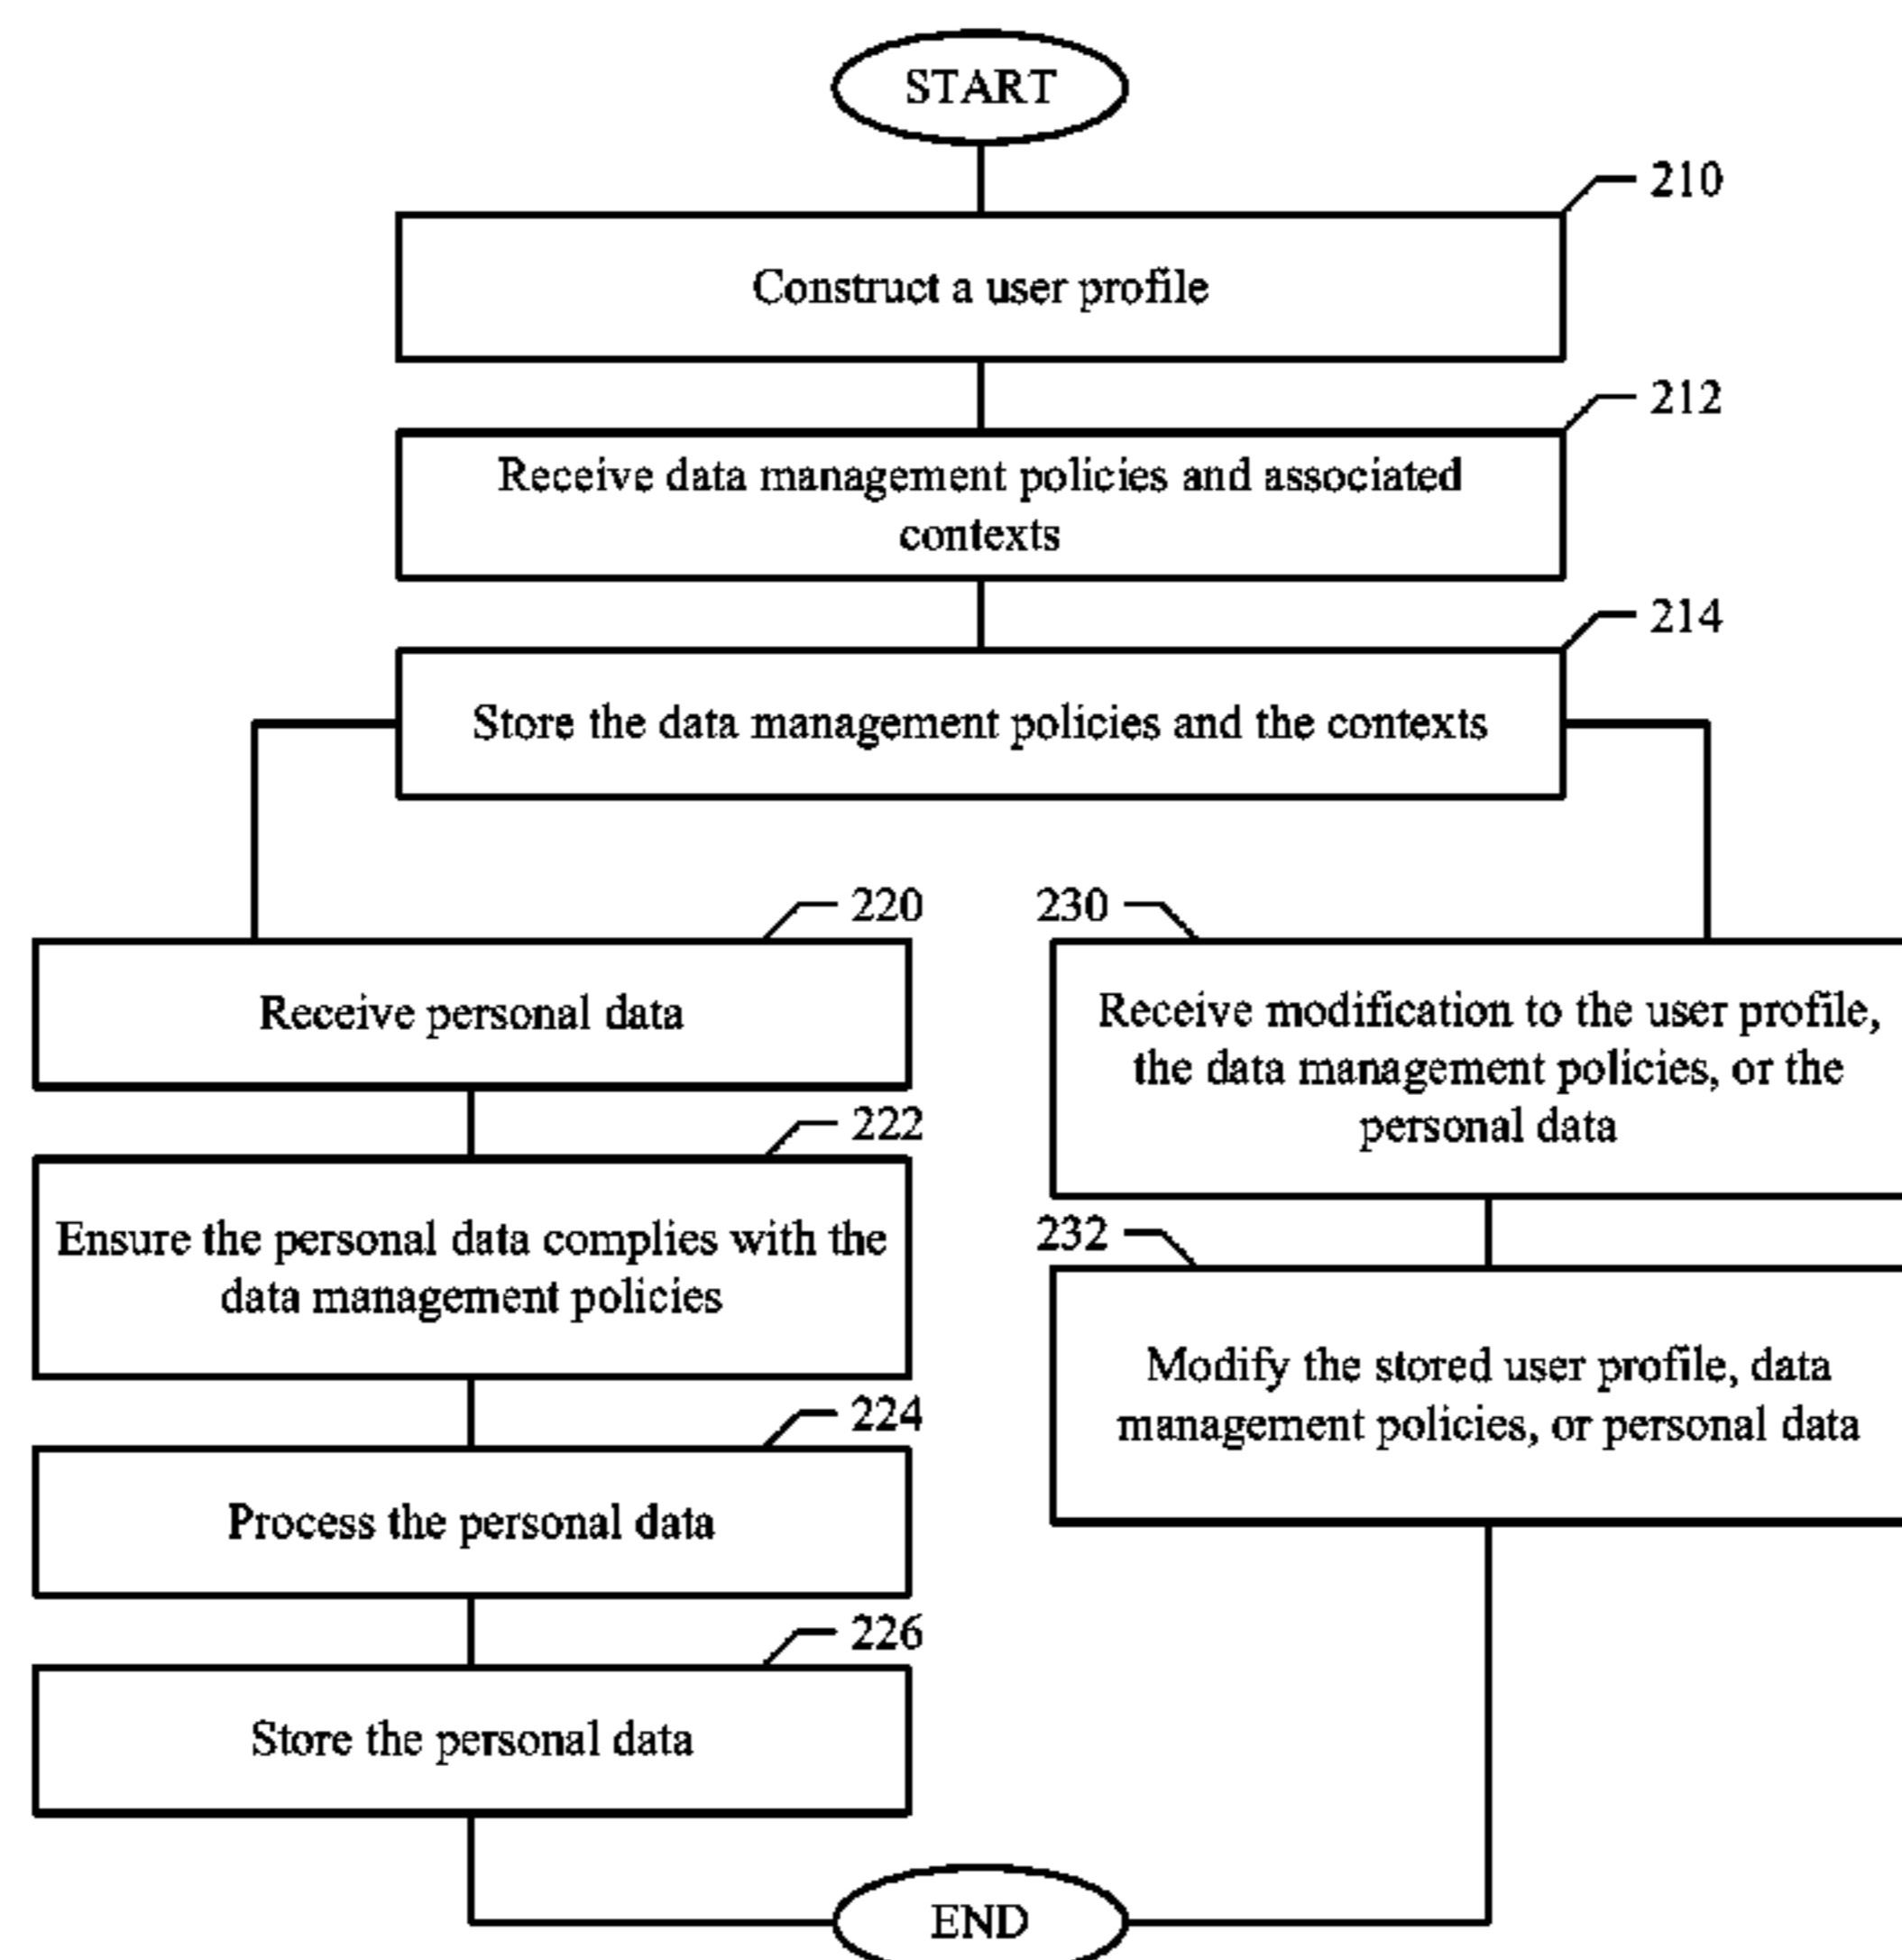 START
210
Construct a user profile
212
Receive data management policies and associated
contexts
214
Store the data management policies and the contexts
220
Receive personal data
222
Ensure the personal data complies with the
data management policies
224
Process the personal data
226
Store the personal data
230
Receive modification to the user profile,
the data management policies, or the
personal data
232
Modify the stored user profile, data
management policies, or personal data
END